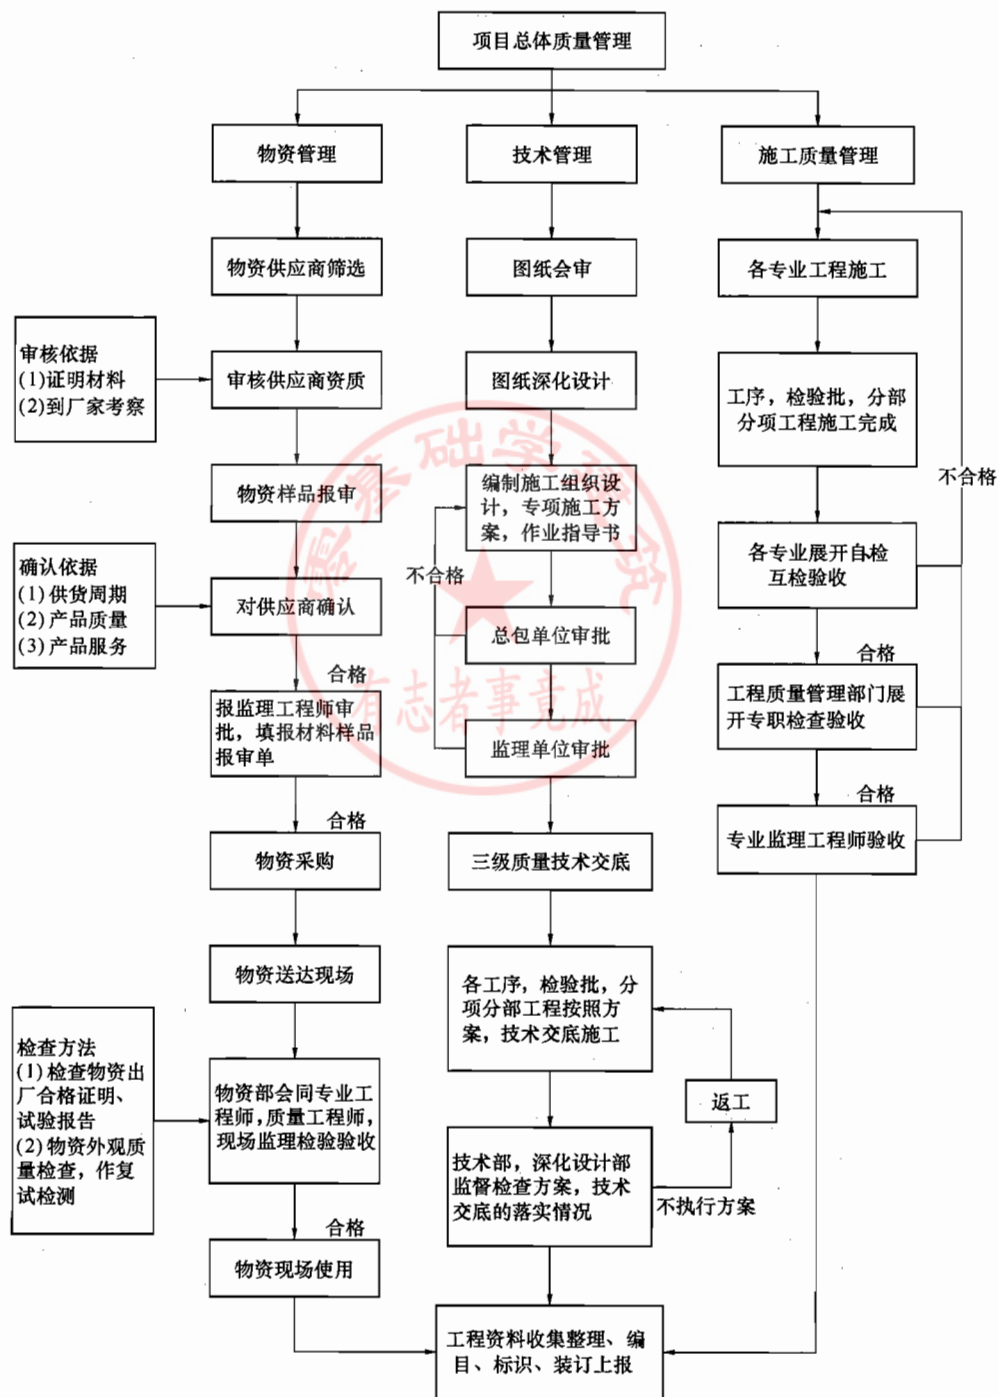 项目总体质量管理
物资管理
技术管理
施工质量管理
物资供应商筛选
图纸会审
各专业工程施工
审核依据
(1)证明材料
(2)到厂家考察
审核供应商资质
图纸深化设计
工序，检验批，分部
分项工程施工完成
不合格
物资样品报审
编制施工组织设
计，专项施工方
案，作业指导书
各专业展开自检
互检验收
确认依据
(1) 供货周期
(2) 产品质量
(3) 产品服务
对供应商确认
不合格
总包单位审批
合格
合格
报监理工程师审
批，填报材料样品
报审单
监理单位审批
工程质量管理部门展
开专职检查验收
合格
合格
物资采购
三级质量技术交底
专业监理工程师验收
物资送达现场
各工序，检验批，分
项分部工程按照方
案，技术交底施工
检查方法
(1) 检查物资出
厂合格证明、
试验报告
(2) 物资外观质
量检查，作复
试检测
物资部会同专业工
程师,质量工程师,
现场监理检验验收
返工
技术部，深化设计部
监督检查方案，技术
交底的落实情况
不执行方案
合格
物资现场使用
工程资料收集整理、编
目、标识、装订上报
零基础学建筑
有志者事竟成